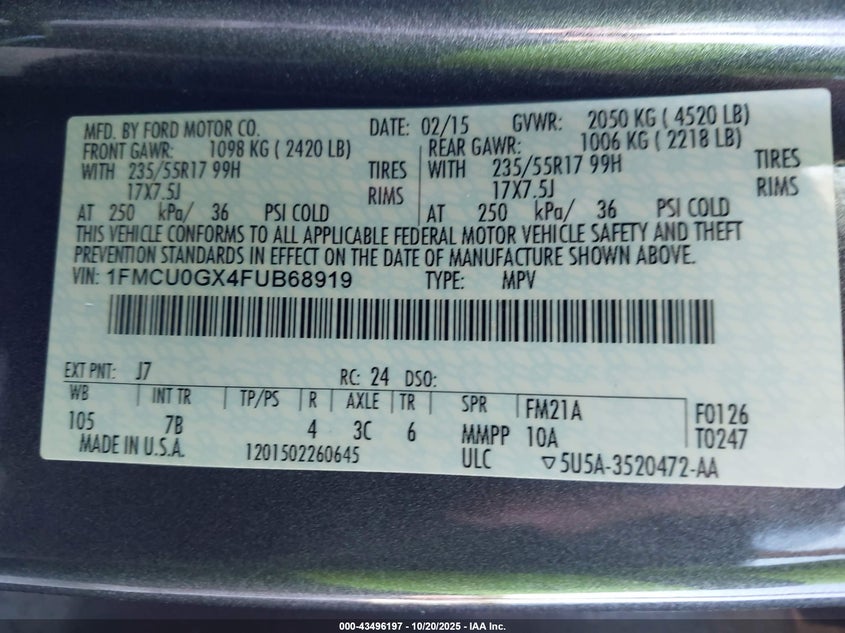 MFD. BY FORD MOTOR CO. DATE: 02/15 GVWR: 2050 KG ( 4520 LB)
FRONT GAWR: 1098 KG ( 2420 LB) REAR GAWR: 1006 KG ( 2218 LB)
WITH 235/55R17 99H TIRES WITH 235/55R17 99H TIRES
17X7.5J RIMS 17X7.5J RIMS
AT 250 kPa/ 36 PSI COLD AT 250 kPa/ 36 PSI COLD
THIS VEHICLE CONFORMS TO ALL APPLICABLE FEDERAL MOTOR VEHICLE SAFETY AND THEFT
PREVENTION STANDARDS IN EFFECT ON THE DATE OF MANUFACTURE SHOWN ABOVE.
VIN: 1FMCU0GX4FUB68919 TYPE: MPV
EXT PNT: J7 RC: 24 DSO:
WB INT TR TP/PS R AXLE TR SPR FM21A F0126
105 7B 4 3C 6 MMPP 10A T0247
MADE IN U.S.A. 1201502260645 ULC ▽5U5A-3520472-AA
000-43496197 - 10/20/2025 - IAA Inc.